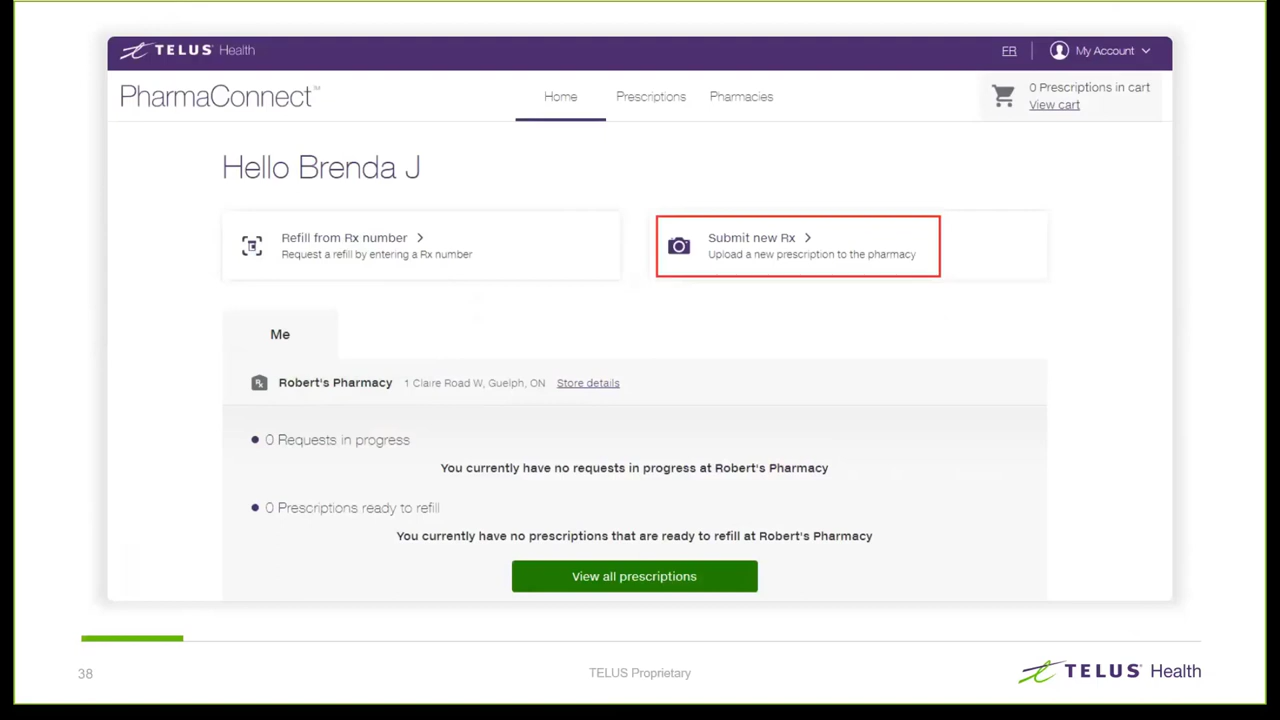 TELUS Health
FR
My Account
PharmaConnect™
Home
Prescriptions
Pharmacies
0 Prescriptions in cart
View cart
Hello Brenda J
Refill from Rx number
Request a refill by entering a Rx number
Submit new Rx
Upload a new prescription to the pharmacy
Me
Rx
Robert's Pharmacy 1 Claire Road W, Guelph, ON Store details
0 Requests in progress
You currently have no requests in progress at Robert's Pharmacy
0 Prescriptions ready to refill
You currently have no prescriptions that are ready to refill at Robert's Pharmacy
View all prescriptions
38
TELUS Proprietary
TELUS® Health